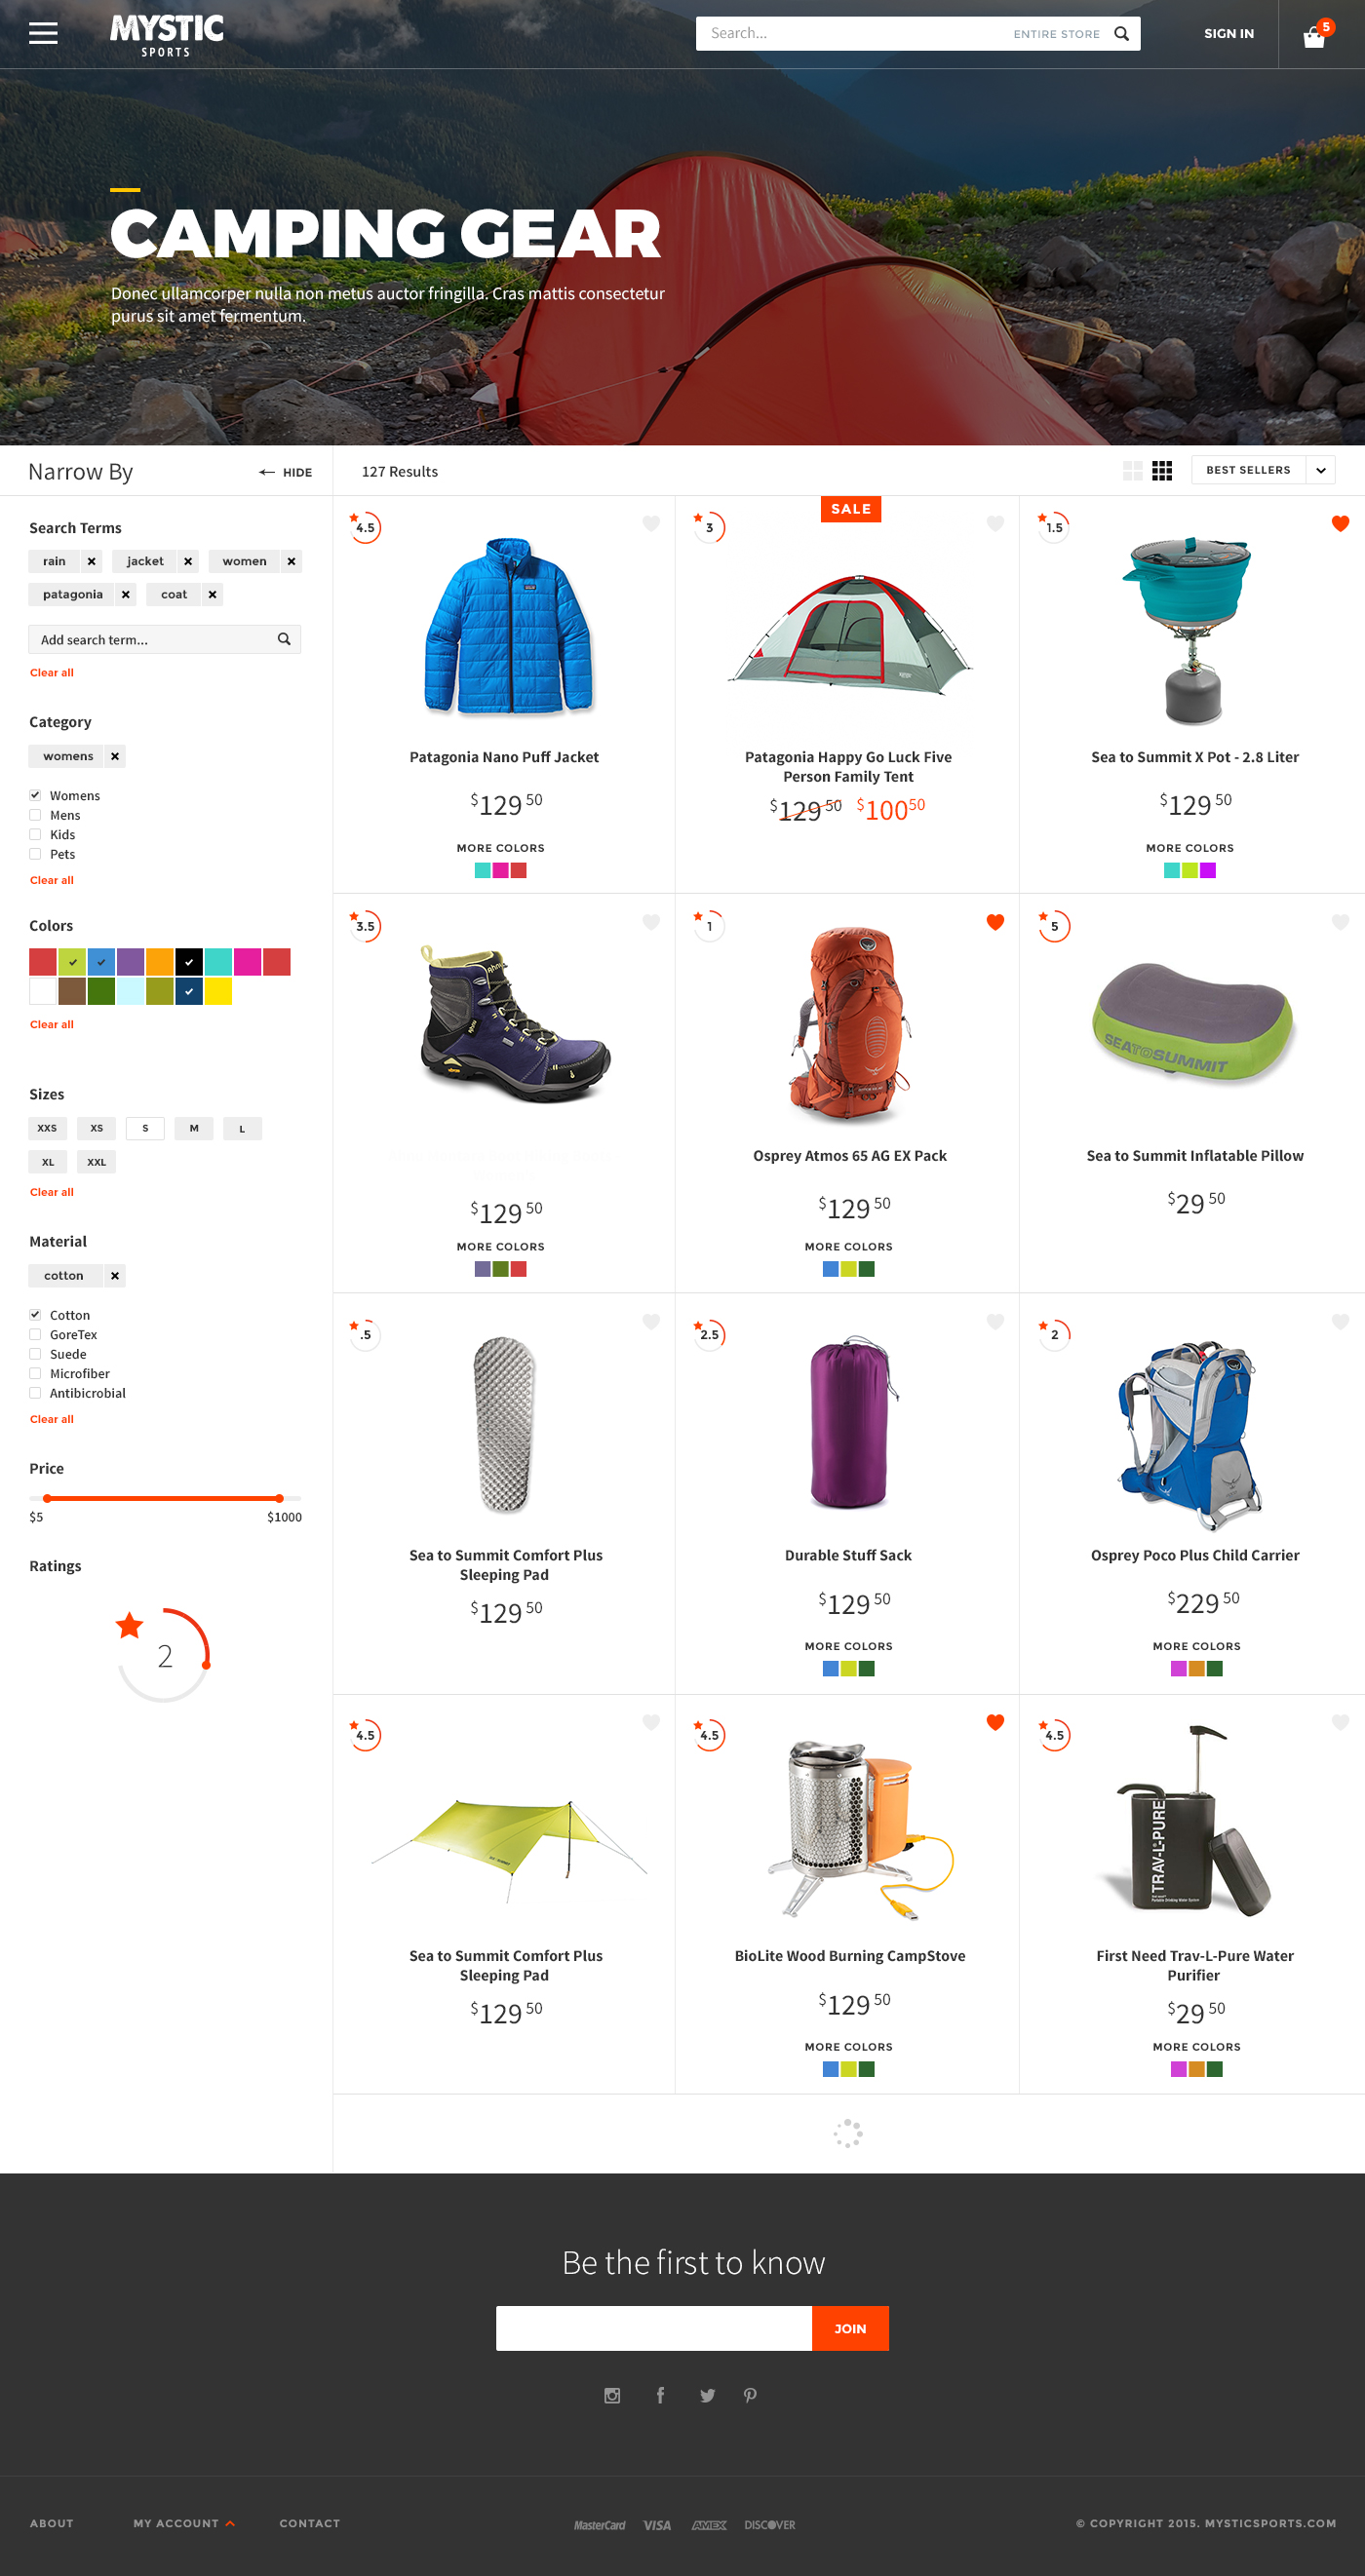 MYSTIC
SPORTS
Search...
ENTIRE STORE
SIGN IN
5
CAMPING GEAR
Donec ullamcorper nulla non metus auctor fringilla. Cras mattis consectetur
purus sit amet fermentum.
Narrow By
HIDE
127 Results
BEST SELLERS
Search Terms
rain
jacket
women
patagonia
coat
Add search term...
Clear all
Category
womens
Womens
Mens
Kids
Pets
Clear all
Colors
Clear all
Sizes
XXS XS S M L
XL XXL
Clear all
Material
cotton
Cotton
GoreTex
Suede
Microfiber
Antibicrobial
Clear all
Price
$5 $1000
Ratings
2
4.5
Patagonia Nano Puff Jacket
$129 50
MORE COLORS
SALE
3
Patagonia Happy Go Luck Five
Person Family Tent
$129 50 $100 50
1.5
Sea to Summit X Pot - 2.8 Liter
$129 50
MORE COLORS
3.5
$129 50
MORE COLORS
1
Osprey Atmos 65 AG EX Pack
$129 50
MORE COLORS
5
SEATOSUMMIT
Sea to Summit Inflatable Pillow
$29 50
.5
Sea to Summit Comfort Plus
Sleeping Pad
$129 50
2.5
Durable Stuff Sack
$129 50
MORE COLORS
2
Osprey Poco Plus Child Carrier
$229 50
MORE COLORS
4.5
Sea to Summit Comfort Plus
Sleeping Pad
$129 50
4.5
BioLite Wood Burning CampStove
$129 50
MORE COLORS
4.5
TRAV-L-PURE
First Need Trav-L-Pure Water
Purifier
$29 50
MORE COLORS
Be the first to know
JOIN
ABOUT
MY ACCOUNT
CONTACT
MasterCard VISA AMEX DISCOVER
© COPYRIGHT 2015. MYSTICSPORTS.COM